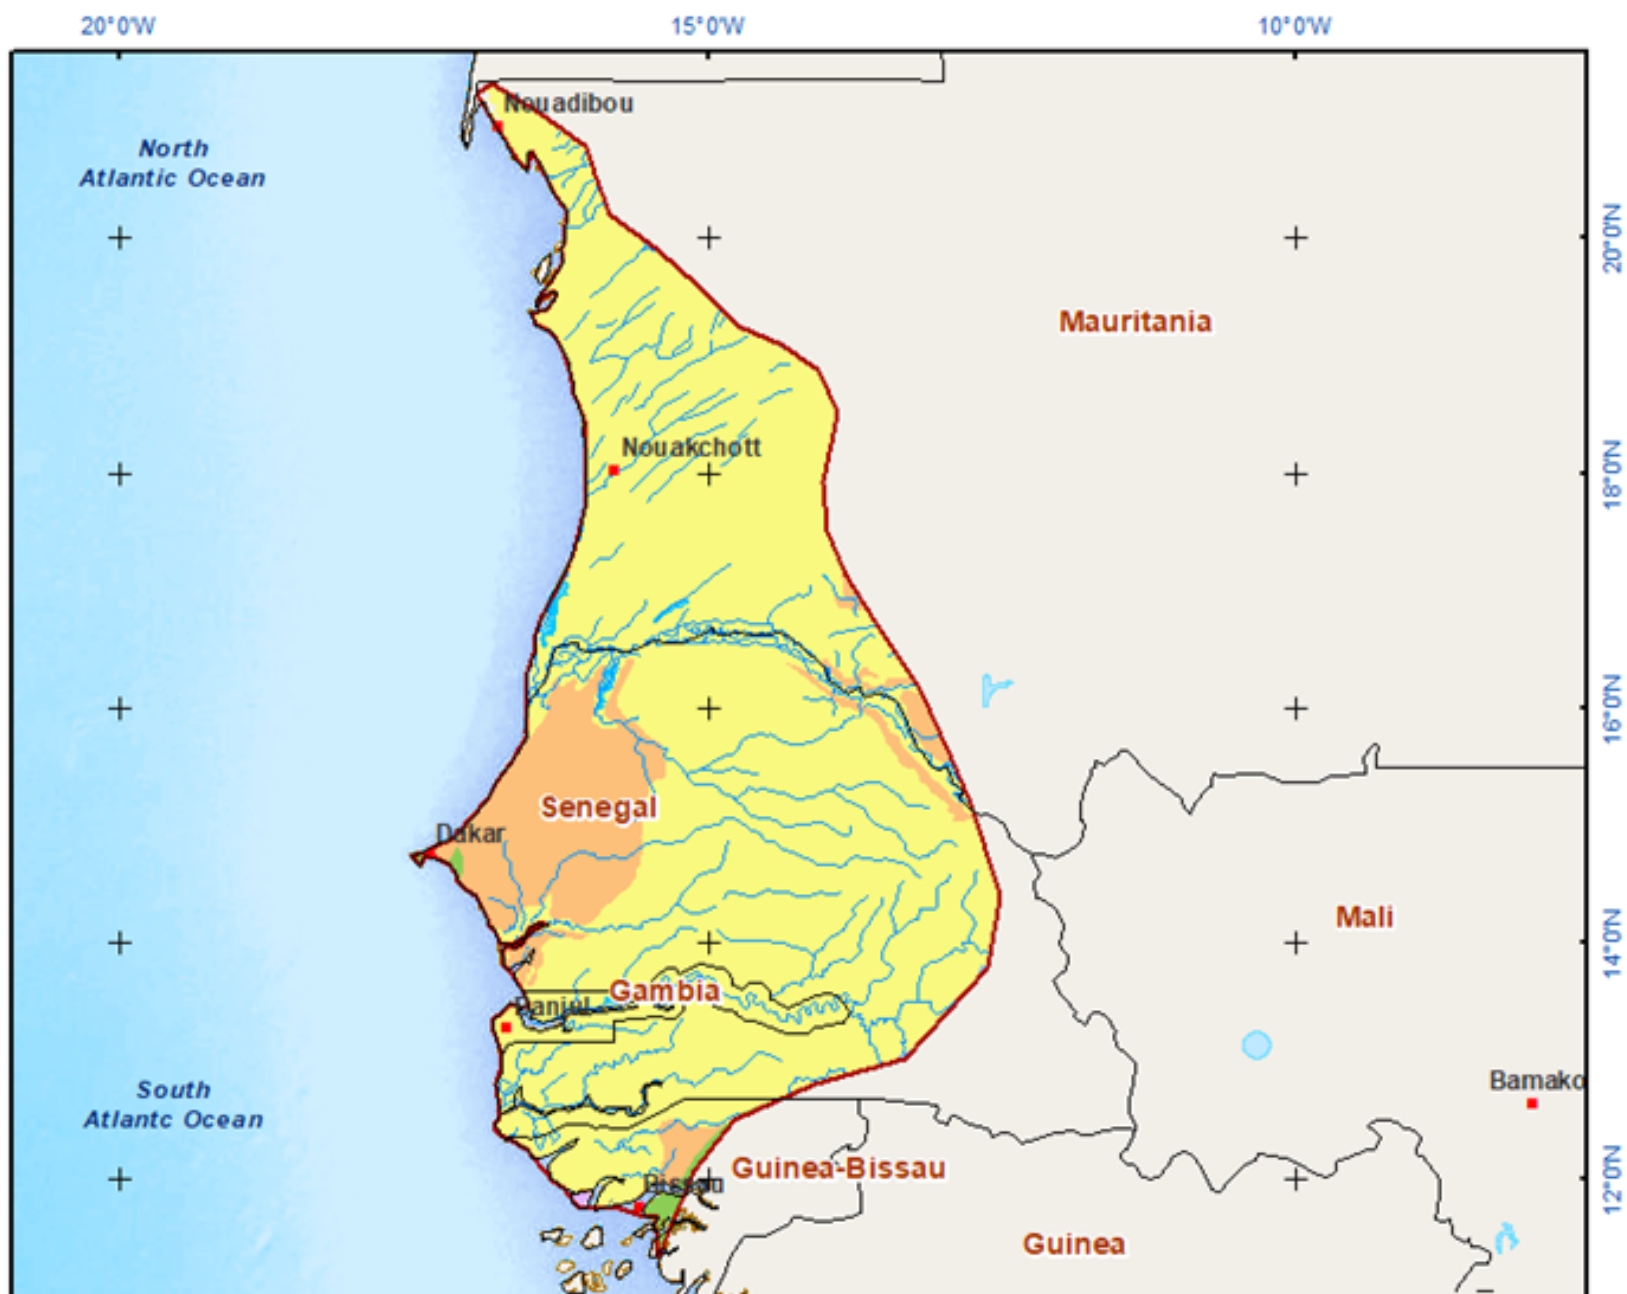 20°0'W 15°0'W 10°0'W
Nouadibou
North
Atlantic Ocean
20°0'N
Mauritania
Nouakchott
18°0'N
16°0'N
Senegal
Dakar
Mali
14°0'N
Gambia
Banjul
Bamako
South
Atlantc Ocean
Guinea-Bissau
Bissau
12°0'N
Guinea